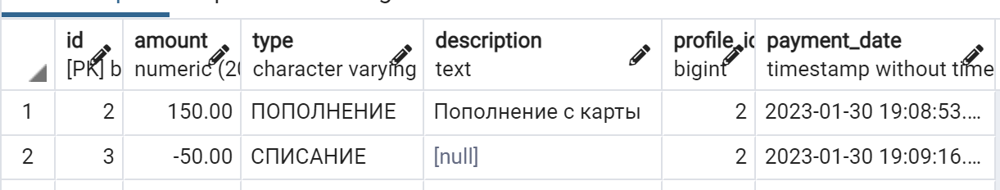 id amount type description profile_id payment_date
[PK] b numeric (20 character varying text bigint timestamp without time
1 2 150.00 ПОПОЛНЕНИЕ Пополнение с карты 2 2023-01-30 19:08:53....
2 3 -50.00 СПИСАНИЕ [null] 2 2023-01-30 19:09:16....